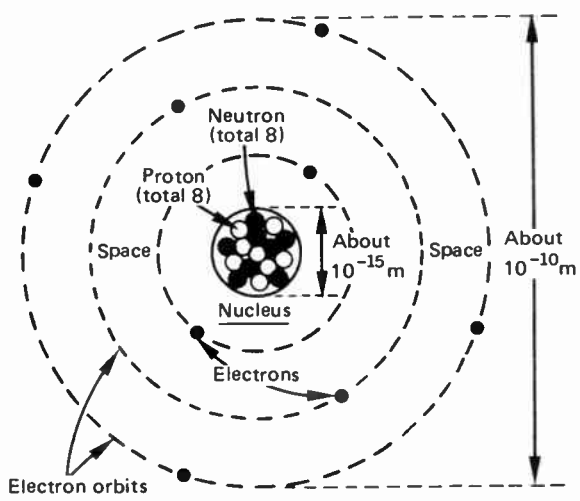 Neutron
(total 8)
Proton
(total 8)
Space
About
10⁻¹⁵m
Space
About
10⁻¹⁰m
Nucleus
Electrons
Electron orbits